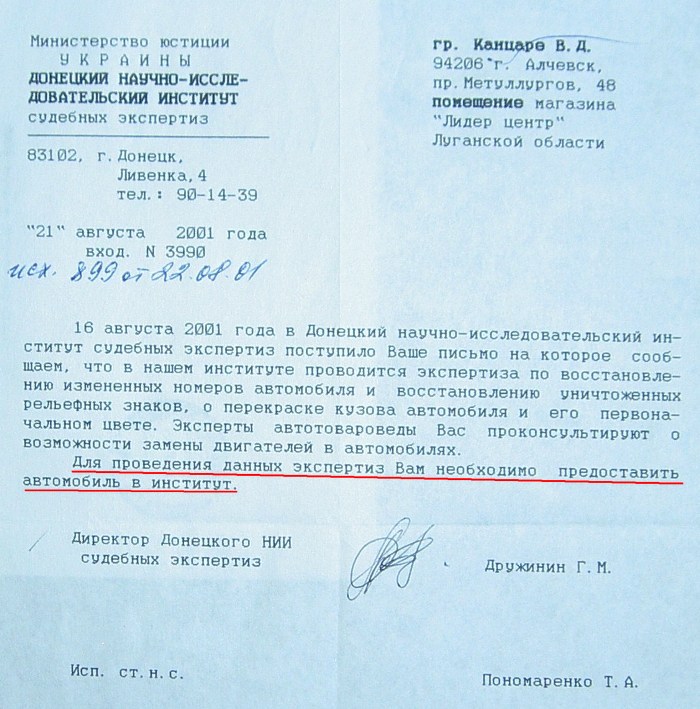 Министерство юстиции
УКРАИНЫ
ДОНЕЦКИЙ НАУЧНО-ИССЛЕ-
ДОВАТЕЛЬСКИЙ ИНСТИТУТ
судебных экспертиз
83102, г. Донецк,
Ливенка, 4
тел.: 90-14-39
"21" августа 2001 года
вход. N 3990
исх. 899 от 22.08.01
гр. Канцаре В.Д.
94206 г. Алчевск,
пр. Метуллургов, 48
помещение магазина
"Лидер центр"
Луганской области
16 августа 2001 года в Донецкий научно-исследовательский ин-
ститут судебных экспертиз поступило Ваше письмо на которое сооб-
щаем, что в нашем институте проводится экспертиза по восстановле-
нию измененных номеров автомобиля и восстановлению уничтоженных
рельефных знаков, о перекраске кузова автомобиля и его первона-
чальном цвете. Эксперты автотовароведы Вас проконсультируют о
возможности замены двигателей в автомобилях.
Для проведения данных экспертиз Вам необходимо предоставить
автомобиль в институт.
Директор Донецкого НИИ
судебных экспертиз
Дружинин Г.М.
Исп. ст.н.с.
Пономаренко Т.А.